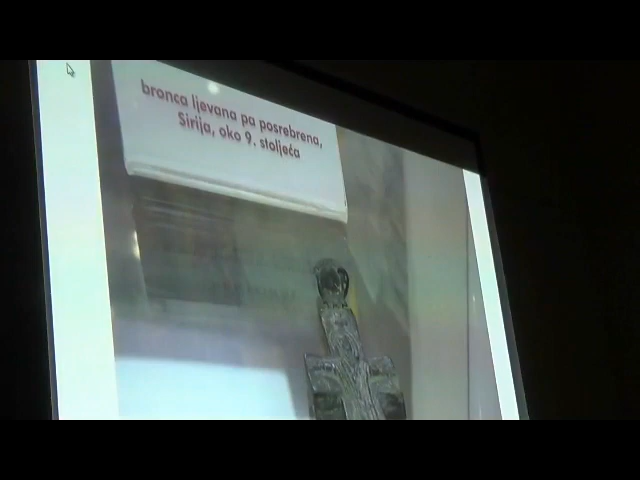 bronca ljevana pa posrebrena,
Sirija, oko 9. stoljeća